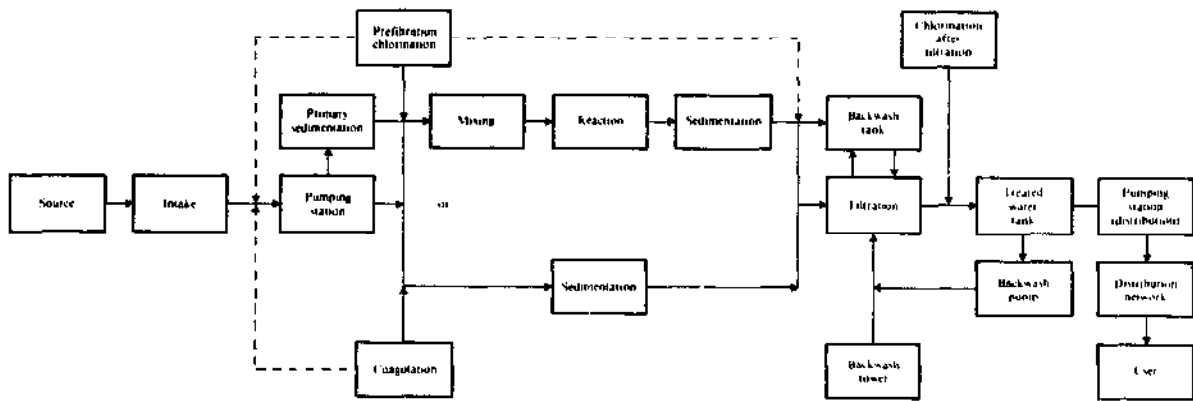 Prefiltration
chlorination
Chlorination
after
filtration
Primary
sedimentation
Mixing
Reaction
Sedimentation
Backwash
tank
Source
Intake
Pumping
station
or
Filtration
Treated
water
tank
Pumping
station
(distribution)
Sedimentation
Backwash
pump
Distribution
network
Coagulation
Backwash
tower
User